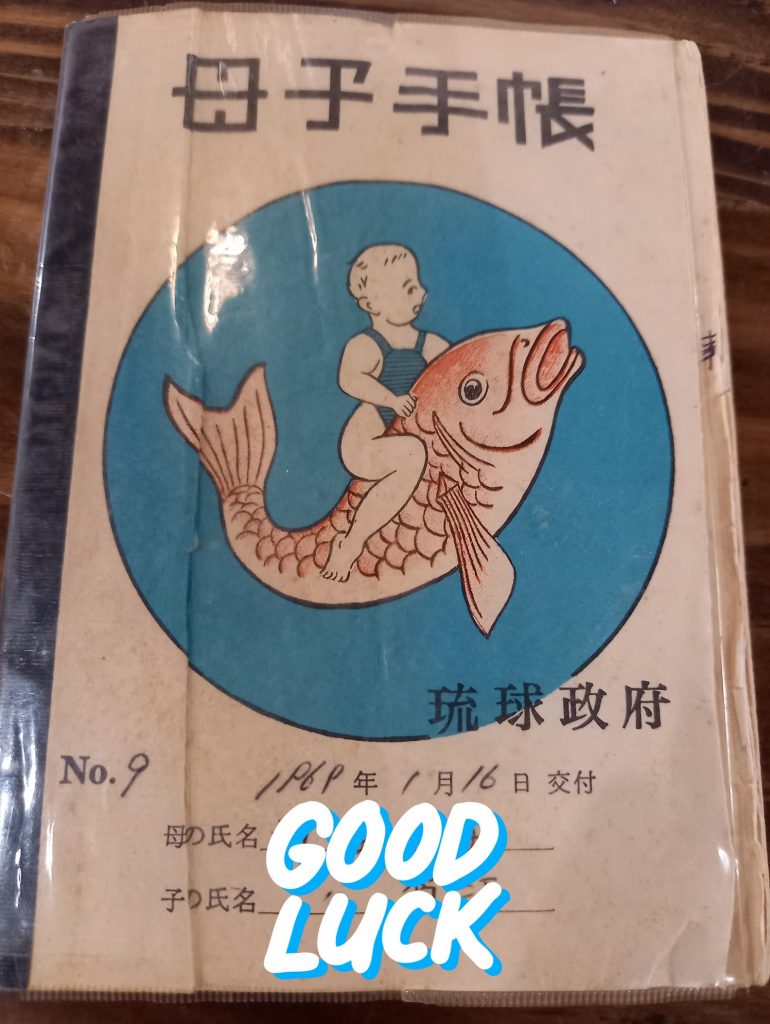 母子手帳
琉球政府
No. 9
1969年 1月16日 交付
母の氏名
子の氏名
GOOD
LUCK